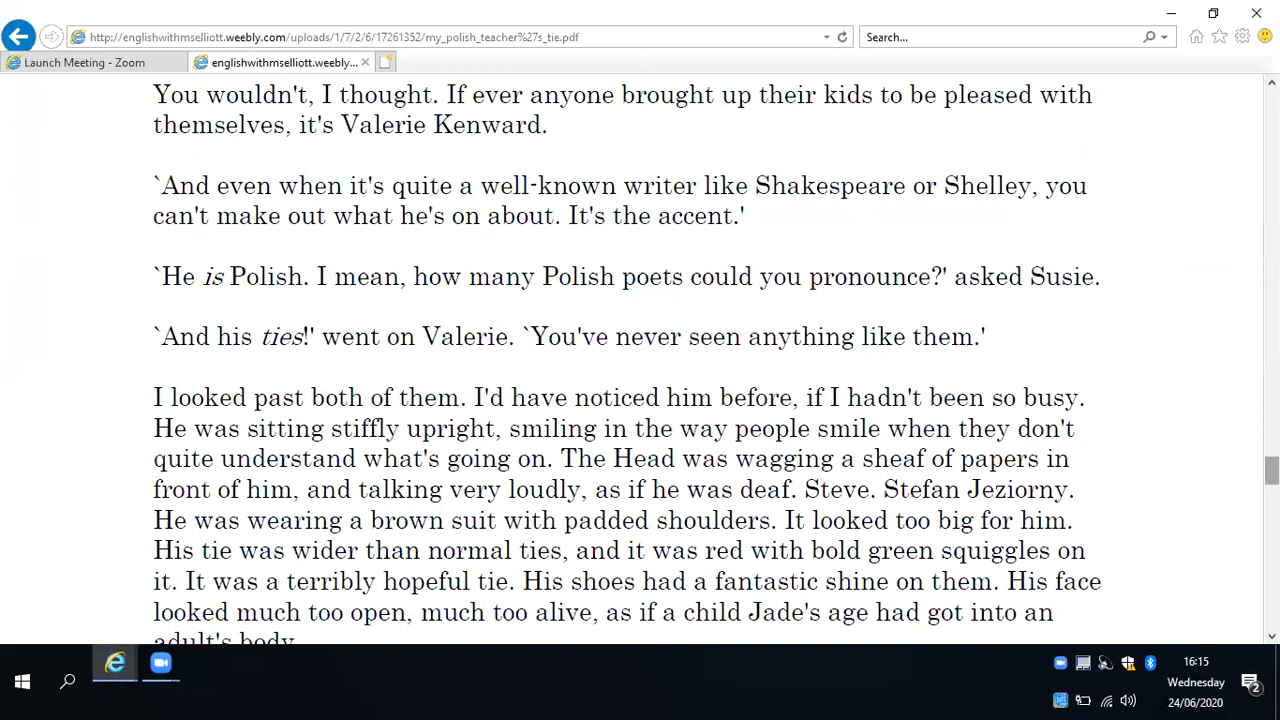 http://englishwithmselliott.weebly.com/uploads/1/7/2/6/17261352/my_polish_teacher%27s_tie.pdf
Search...
Launch Meeting - Zoom
englishwithmselliott.weebly...
You wouldn't, I thought. If ever anyone brought up their kids to be pleased with
themselves, it's Valerie Kenward.
`And even when it's quite a well-known writer like Shakespeare or Shelley, you
can't make out what he's on about. It's the accent.'
`He is Polish. I mean, how many Polish poets could you pronounce?' asked Susie.
`And his ties!' went on Valerie. `You've never seen anything like them.'
I looked past both of them. I'd have noticed him before, if I hadn't been so busy.
He was sitting stiffly upright, smiling in the way people smile when they don't
quite understand what's going on. The Head was wagging a sheaf of papers in
front of him, and talking very loudly, as if he was deaf. Steve. Stefan Jeziorny.
He was wearing a brown suit with padded shoulders. It looked too big for him.
His tie was wider than normal ties, and it was red with bold green squiggles on
it. It was a terribly hopeful tie. His shoes had a fantastic shine on them. His face
looked much too open, much too alive, as if a child Jade's age had got into an
adult's body.
16:15
Wednesday
24/06/2020
2